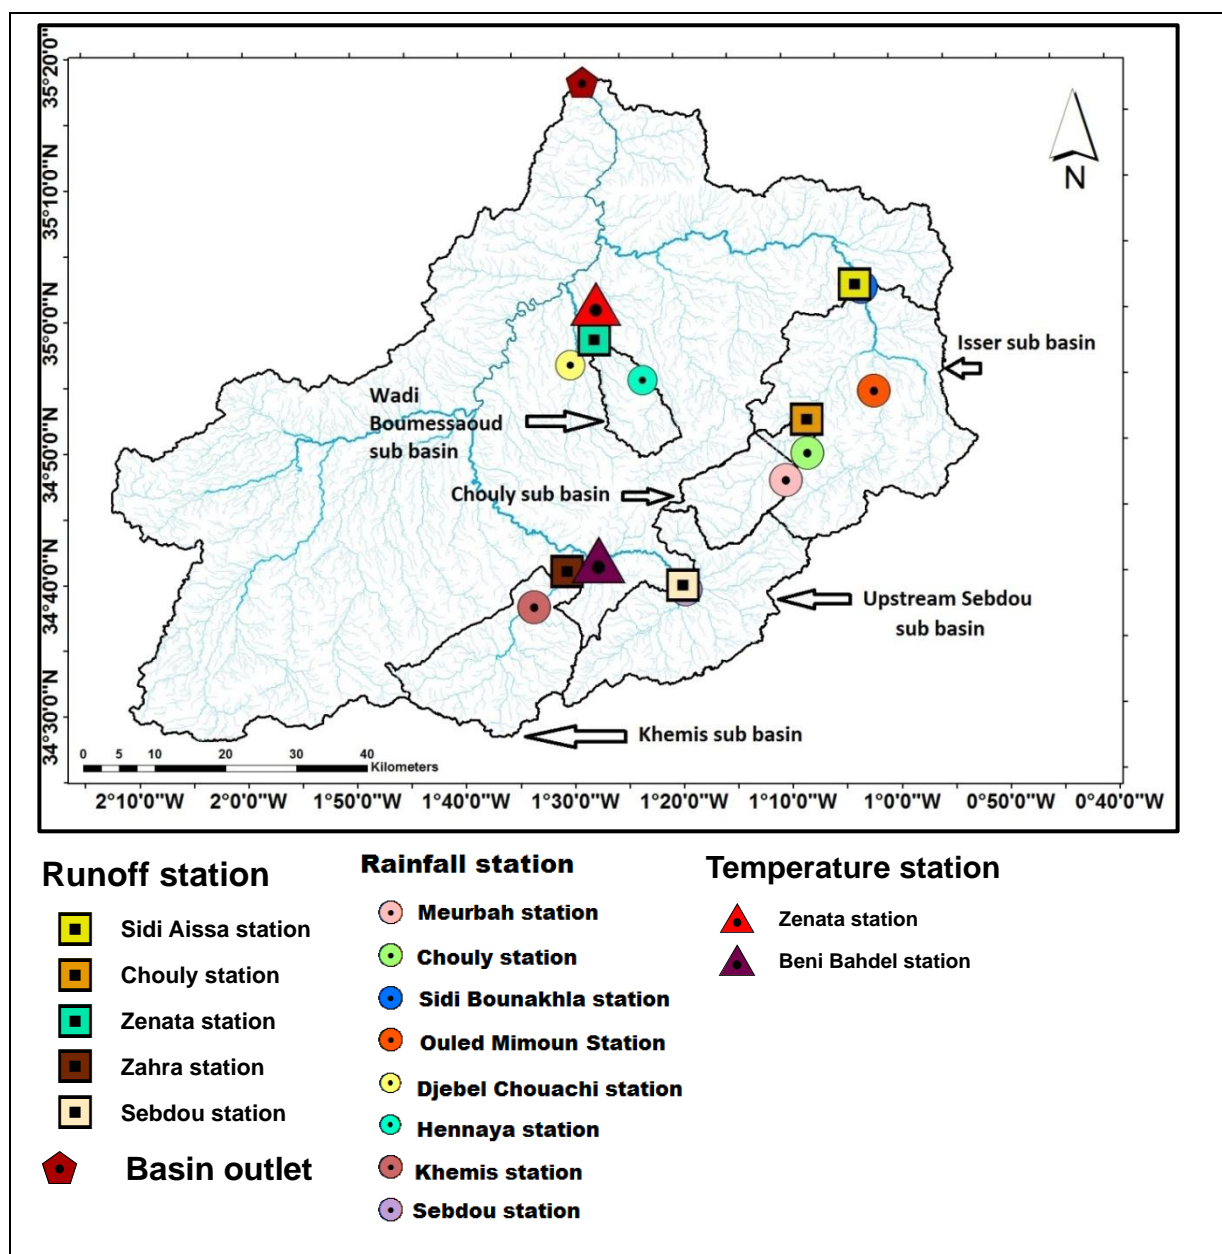 35°20'0"
35°10'0"N
35°0'0"N
34°50'0"N
34°40'0"N
34°30'0"N
N
Isser sub basin
Wadi
Boumessaoud
sub basin
Chouly sub basin
Upstream Sebdou
sub basin
Khemis sub basin
0 5 10 20 30 40
Kilometers
2°10'0"W 2°0'0"W 1°50'0"W 1°40'0"W 1°30'0"W 1°20'0"W 1°10'0"W 1°0'0"W 0°50'0"W 0°40'0"W
Runoff station
Sidi Aissa station
Chouly station
Zenata station
Zahra station
Sebdou station
Basin outlet
Rainfall station
Meurbah station
Chouly station
Sidi Bounakhla station
Ouled Mimoun Station
Djebel Chouachi station
Hennaya station
Khemis station
Sebdou station
Temperature station
Zenata station
Beni Bahdel station